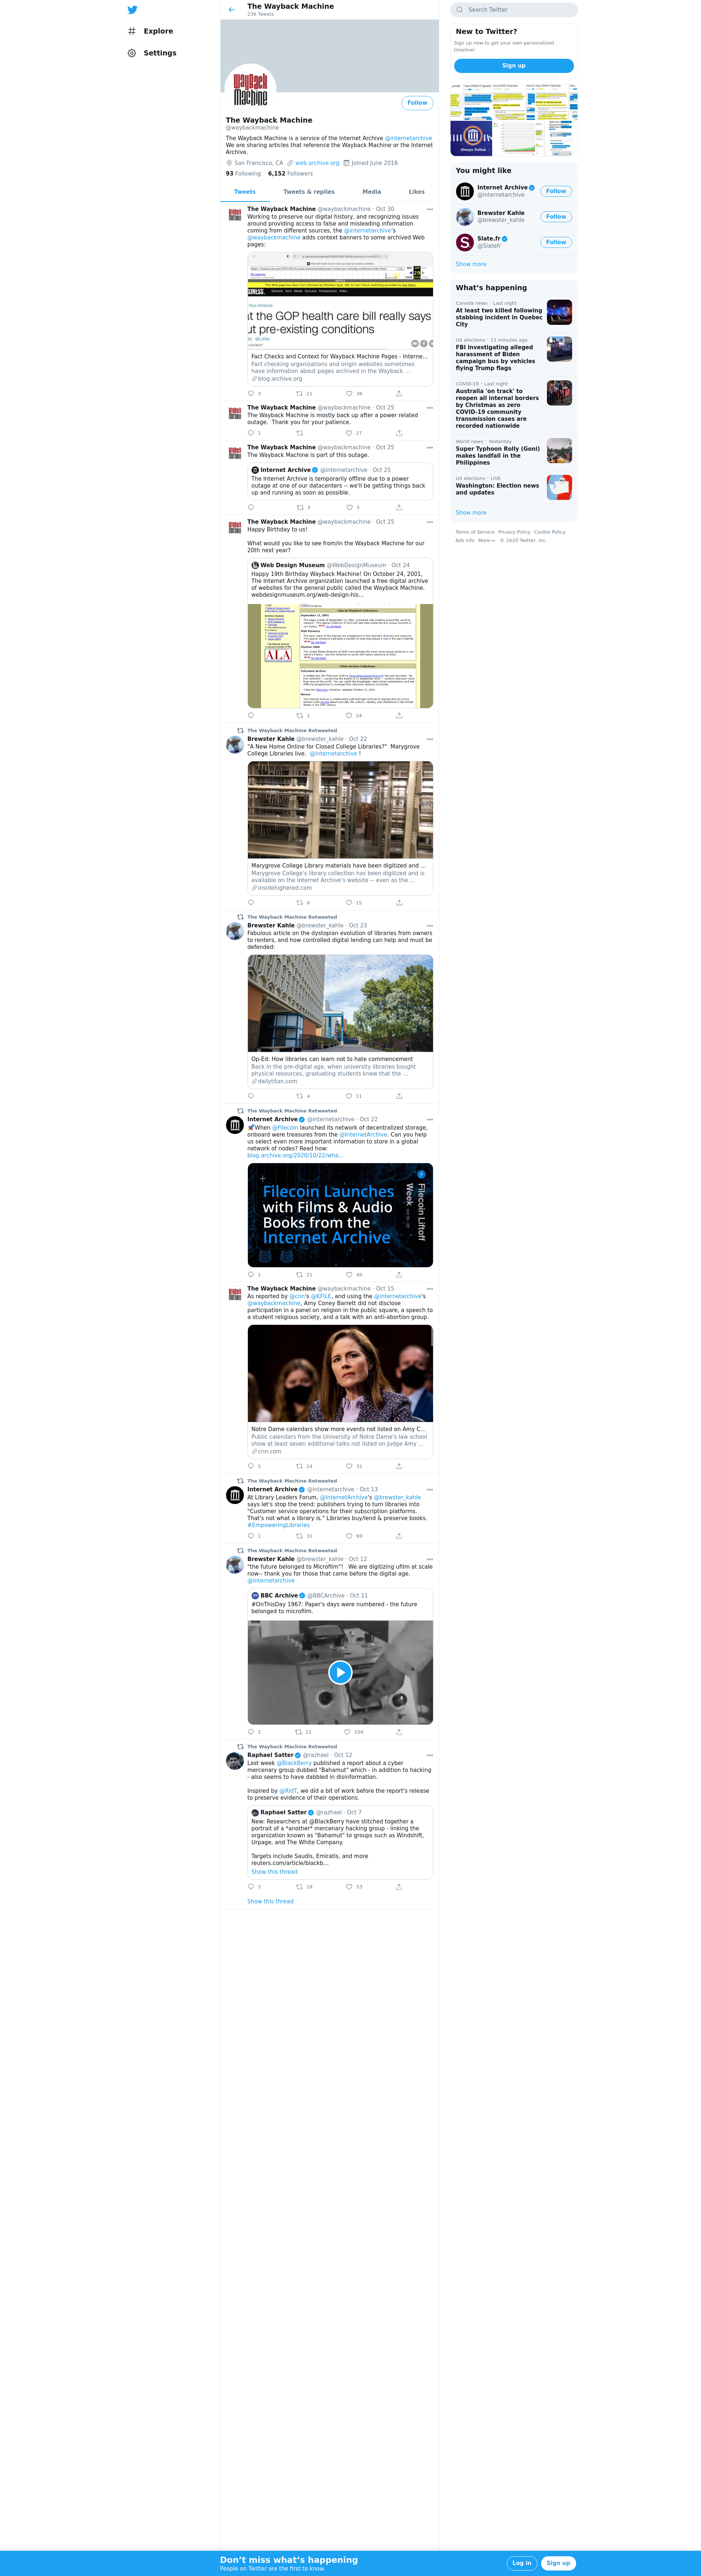 Explore
Settings
The Wayback Machine
236 Tweets
WayBack
Machine
Follow
The Wayback Machine
@waybackmachine
The Wayback Machine is a service of the Internet Archive @internetarchive
We are sharing articles that reference the Wayback Machine or the Internet
Archive.
San Francisco, CA web.archive.org Joined June 2016
93 Following 6,152 Followers
Tweets Tweets & replies Media Likes
The Wayback Machine @waybackmachine · Oct 30
Working to preserve our digital history, and recognizing issues
around providing access to false and misleading information
coming from different sources, the @internetarchive's
@waybackmachine adds context banners to some archived Web
pages:
t the GOP health care bill really says
ut pre-existing conditions
Fact Checks and Context for Wayback Machine Pages - Interne...
Fact checking organizations and origin websites sometimes
have information about pages archived in the Wayback ...
blog.archive.org
3 21 36
The Wayback Machine @waybackmachine · Oct 25
The Wayback Machine is mostly back up after a power related
outage. Thank you for your patience.
1 27
The Wayback Machine @waybackmachine · Oct 25
The Wayback Machine is part of this outage.
Internet Archive @internetarchive · Oct 25
The Internet Archive is temporarily offline due to a power
outage at one of our datacenters -- we'll be getting things back
up and running as soon as possible.
3 5
The Wayback Machine @waybackmachine · Oct 25
Happy Birthday to us!
What would you like to see from/in the Wayback Machine for our
20th next year?
Web Design Museum @WebDesignMuseum · Oct 24
Happy 19th Birthday Wayback Machine! On October 24, 2001,
The Internet Archive organization launched a free digital archive
of websites for the general public called the Wayback Machine.
webdesignmuseum.org/web-design-his...
ALA
1 24
The Wayback Machine Retweeted
Brewster Kahle @brewster_kahle · Oct 22
"A New Home Online for Closed College Libraries?" Marygrove
College Libraries live. @internetarchive !
Marygrove College Library materials have been digitized and ...
Marygrove College's library collection has been digitized and is
available on the Internet Archive's website -- even as the ...
insidehighered.com
6 15
The Wayback Machine Retweeted
Brewster Kahle @brewster_kahle · Oct 23
Fabulous article on the dystopian evolution of libraries from owners
to renters, and how controlled digital lending can help and must be
defended:
Op-Ed: How libraries can learn not to hate commencement
Back in the pre-digital age, when university libraries bought
physical resources, graduating students knew that the ...
dailytitan.com
4 11
The Wayback Machine Retweeted
Internet Archive @internetarchive · Oct 22
🚀When @Filecoin launched its network of decentralized storage,
onboard were treasures from the @InternetArchive. Can you help
us select even more important information to store in a global
network of nodes? Read how:
blog.archive.org/2020/10/22/wha...
Filecoin Launches
with Films & Audio
Books from the
Internet Archive
Filecoin Liftoff
Week
1 21 40
The Wayback Machine @waybackmachine · Oct 15
As reported by @cnn's @KFILE, and using the @internetarchive's
@waybackmachine, Amy Coney Barrett did not disclose
participation in a panel on religion in the public square, a speech to
a student religious society, and a talk with an anti-abortion group.
Notre Dame calendars show more events not listed on Amy C...
Public calendars from the University of Notre Dame's law school
show at least seven additional talks not listed on Judge Amy ...
cnn.com
5 24 31
The Wayback Machine Retweeted
Internet Archive @internetarchive · Oct 13
At Library Leaders Forum, @InternetArchive's @brewster_kahle
says let's stop the trend: publishers trying to turn libraries into
"Customer service operations for their subscription platforms.
That's not what a library is." Libraries buy/lend & preserve books.
#EmpoweringLibraries
1 31 69
The Wayback Machine Retweeted
Brewster Kahle @brewster_kahle · Oct 12
"the future belonged to Microfilm"! We are digitizing ufilm at scale
now-- thank you for those that came before the digital age.
@internetarchive
BBC Archive @BBCArchive · Oct 11
#OnThisDay 1967: Paper's days were numbered - the future
belonged to microfilm.
2 22 104
The Wayback Machine Retweeted
Raphael Satter @razhael · Oct 12
Last week @BlackBerry published a report about a cyber
mercenary group dubbed "Bahamut" which - in addition to hacking
- also seems to have dabbled in disinformation.
Inspired by @RidT, we did a bit of work before the report's release
to preserve evidence of their operations.
Raphael Satter @razhael · Oct 7
New: Researchers at @BlackBerry have stitched together a
portrait of a *another* mercenary hacking group - linking the
organization known as "Bahamut" to groups such as Windshift,
Urpage, and The White Company.
Targets include Saudis, Emiratis, and more
reuters.com/article/blackb...
Show this thread
3 19 53
Show this thread
Search Twitter
New to Twitter?
Sign up now to get your own personalized
timeline!
Sign up
Always Online
You might like
Internet Archive
@internetarchive
Follow
Brewster Kahle
@brewster_kahle
Follow
Slate.fr
@Slatefr
Follow
Show more
What's happening
Canada news · Last night
At least two killed following
stabbing incident in Quebec
City
US elections · 11 minutes ago
FBI investigating alleged
harassment of Biden
campaign bus by vehicles
flying Trump flags
COVID-19 · Last night
Australia 'on track' to
reopen all internal borders
by Christmas as zero
COVID-19 community
transmission cases are
recorded nationwide
World news · Yesterday
Super Typhoon Rolly (Goni)
makes landfall in the
Philippines
US elections · LIVE
Washington: Election news
and updates
Show more
Terms of Service Privacy Policy Cookie Policy
Ads info More © 2020 Twitter, Inc.
Don't miss what's happening
People on Twitter are the first to know.
Log in
Sign up